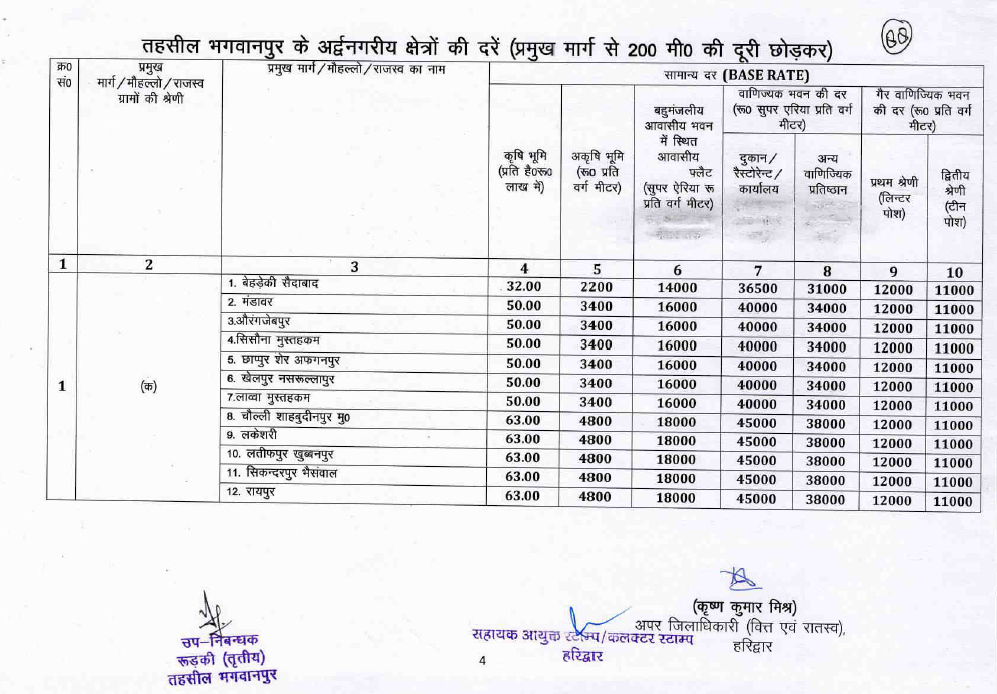 88
तहसील भगवानपुर के अर्द्वनगरीय क्षेत्रों की दरें (प्रमुख मार्ग से 200 मी0 की दूरी छोड़कर)
क्र0 सं0 | प्रमुख मार्ग/मौहल्लो/राजस्व ग्रामों की श्रेणी | प्रमुख मार्ग/मौहल्लो/राजस्व का नाम | सामान्य दर (BASE RATE)
कृषि भूमि (प्रति है0रू0 लाख में) | अकृषि भूमि (रू0 प्रति वर्ग मीटर) | बहुमंजलीय आवासीय भवन में स्थित आवासीय फ्लैट (सुपर ऐरिया रू प्रति वर्ग मीटर) | वाणिज्यक भवन की दर (रू0 सुपर एरिया प्रति वर्ग मीटर) | गैर वाणिज्यिक भवन की दर (रू0 प्रति वर्ग मीटर)
दुकान/रैस्टोरेन्ट/कार्यालय | अन्य वाणिज्यिक प्रतिष्ठान | प्रथम श्रेणी (लिन्टर पोश) | द्वितीय श्रेणी (टीन पोश)
1 | 2 | 3 | 4 | 5 | 6 | 7 | 8 | 9 | 10
1 | (क) | 1. बेहड़ेकी सैदाबाद | 32.00 | 2200 | 14000 | 36500 | 31000 | 12000 | 11000
2. मंडावर | 50.00 | 3400 | 16000 | 40000 | 34000 | 12000 | 11000
3.औरंगजेबपुर | 50.00 | 3400 | 16000 | 40000 | 34000 | 12000 | 11000
4.सिसौना मुस्तहकम | 50.00 | 3400 | 16000 | 40000 | 34000 | 12000 | 11000
5. छापुर शेर अफगनपुर | 50.00 | 3400 | 16000 | 40000 | 34000 | 12000 | 11000
6. खेलपुर नसरूल्लापुर | 50.00 | 3400 | 16000 | 40000 | 34000 | 12000 | 11000
7.लाव्वा मुस्तहकम | 50.00 | 3400 | 16000 | 40000 | 34000 | 12000 | 11000
8. चौल्ली शाहबुदीनपुर मु0 | 63.00 | 4800 | 18000 | 45000 | 38000 | 12000 | 11000
9. लकेशरी | 63.00 | 4800 | 18000 | 45000 | 38000 | 12000 | 11000
10. लतीफपुर खुब्बनपुर | 63.00 | 4800 | 18000 | 45000 | 38000 | 12000 | 11000
11. सिकन्दरपुर भैसंवाल | 63.00 | 4800 | 18000 | 45000 | 38000 | 12000 | 11000
12. रायपुर | 63.00 | 4800 | 18000 | 45000 | 38000 | 12000 | 11000
उप-निबन्धक
रूड़की (तृतीय)
तहसील भगवानपुर
सहायक आयुक्त स्टाम्प/कलक्टर स्टाम्प
हरिद्वार
(कृष्ण कुमार मिश्र)
अपर जिलाधिकारी (वित्त एवं रातस्व),
हरिद्वार
4